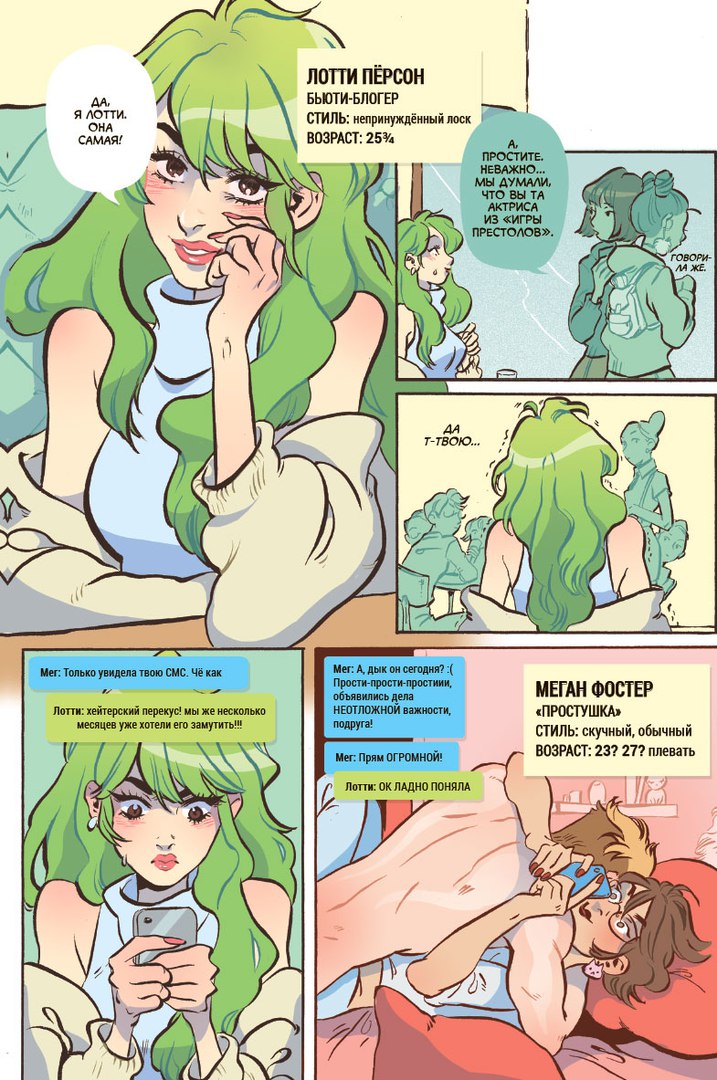 ДА,
Я ЛОТТИ.
ОНА
САМАЯ!
ЛОТТИ ПЁРСОН
БЬЮТИ-БЛОГЕР
СТИЛЬ: непринуждённый лоск
ВОЗРАСТ: 25¾
А,
ПРОСТИТЕ.
НЕВАЖНО...
МЫ ДУМАЛИ,
ЧТО ВЫ ТА
АКТРИСА
ИЗ «ИГРЫ
ПРЕСТОЛОВ».
ГОВОРИ-
ЛА ЖЕ.
ДА
Т-ТВОЮ...
Мег: Только увидела твою СМС. Чё как
Лотти: хейтерский перекус! мы же несколько
месяцев уже хотели его замутить!!!
Мег: А, дык он сегодня? :(
Прости-прости-простиии,
объявились дела
НЕОТЛОЖНОЙ важности,
подруга!
Мег: Прям ОГРОМНОЙ!
Лотти: ОК ЛАДНО ПОНЯЛА
МЕГАН ФОСТЕР
«ПРОСТУШКА»
СТИЛЬ: скучный, обычный
ВОЗРАСТ: 23? 27? плевать